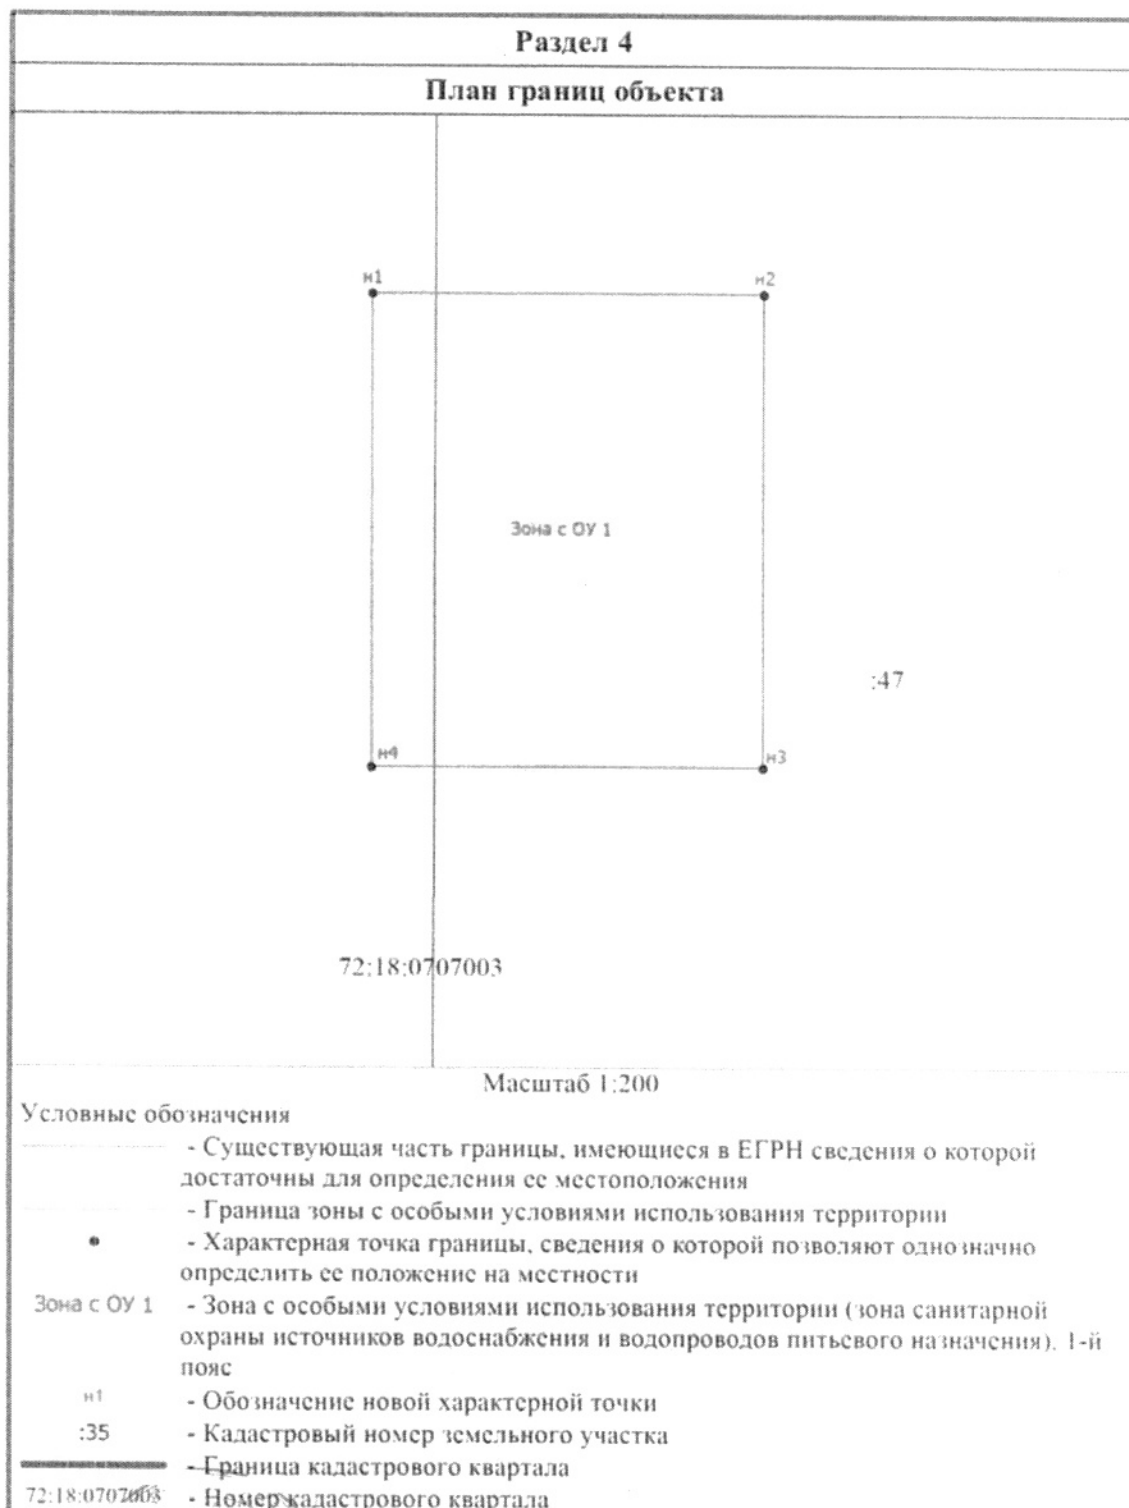 Раздел 4
План границ объекта
н1
н2
Зона с ОУ 1
:47
н4
н3
72:18:0707003
Масштаб 1:200
Условные обозначения
- Существующая часть границы, имеющиеся в ЕГРН сведения о которой
достаточны для определения ее местоположения
- Граница зоны с особыми условиями использования территории
- Характерная точка границы, сведения о которой позволяют однозначно
определить ее положение на местности
Зона с ОУ 1 - Зона с особыми условиями использования территории (зона санитарной
охраны источников водоснабжения и водопроводов питьевого назначения), 1-й
пояс
н1 - Обозначение новой характерной точки
:35 - Кадастровый номер земельного участка
- Граница кадастрового квартала
72:18:0707003 - Номер кадастрового квартала